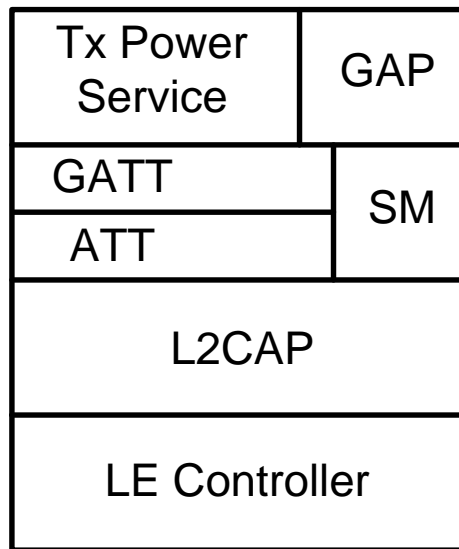 Tx Power
Service
GAP
GATT
SM
ATT
L2CAP
LE Controller